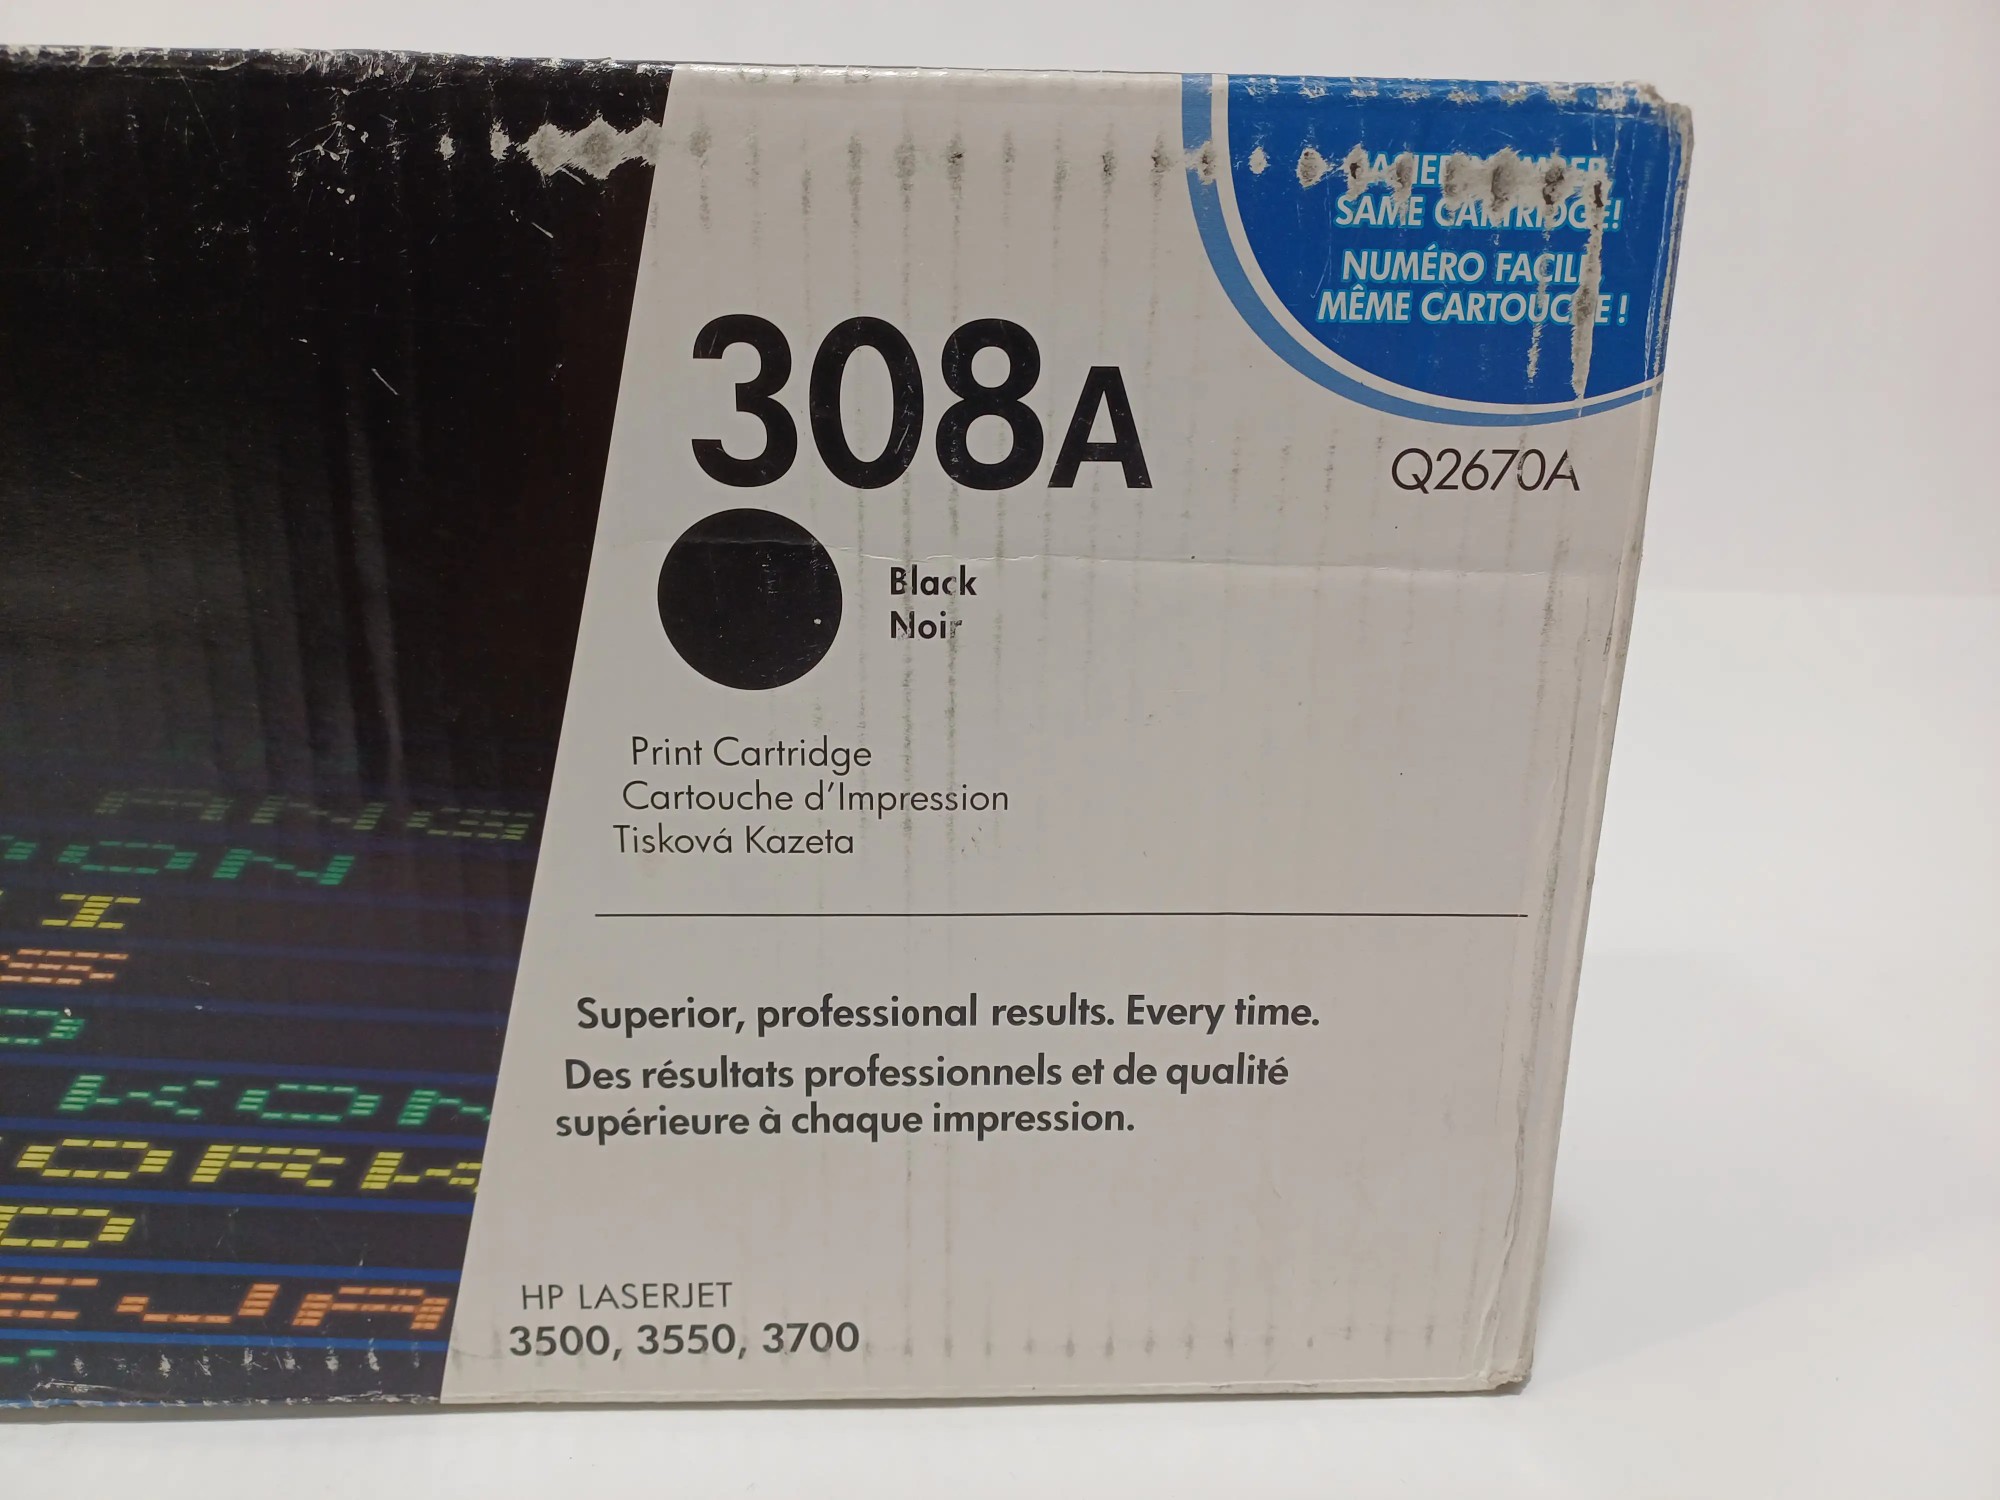 SAME CARTRIDGE!
NUMÉRO FACILE
MÊME CARTOUCHE !
308A
Q2670A
Black
Noir
Print Cartridge
Cartouche d'Impression
Tisková Kazeta
Superior, professional results. Every time.
Des résultats professionnels et de qualité
supérieure à chaque impression.
HP LASERJET
3500, 3550, 3700